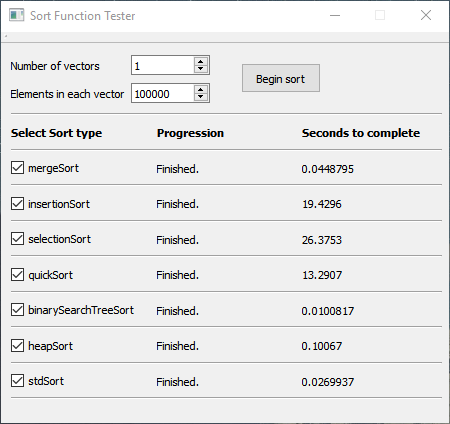 Sort Function Tester
Number of vectors 1 Begin sort
Elements in each vector 100000
Select Sort type Progression Seconds to complete
mergeSort Finished. 0.0448795
insertionSort Finished. 19.4296
selectionSort Finished. 26.3753
quickSort Finished. 13.2907
binarySearchTreeSort Finished. 0.0100817
heapSort Finished. 0.10067
stdSort Finished. 0.0269937